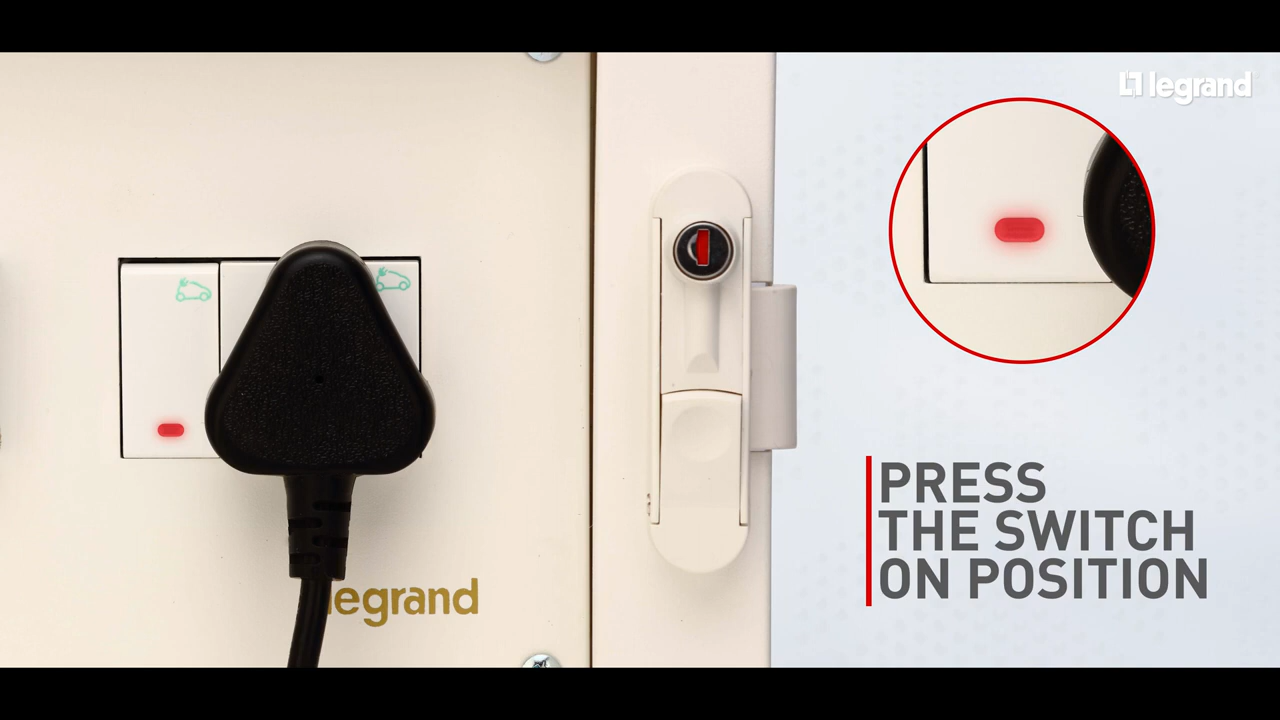 legrand
PRESS
THE SWITCH
ON POSITION
legrand